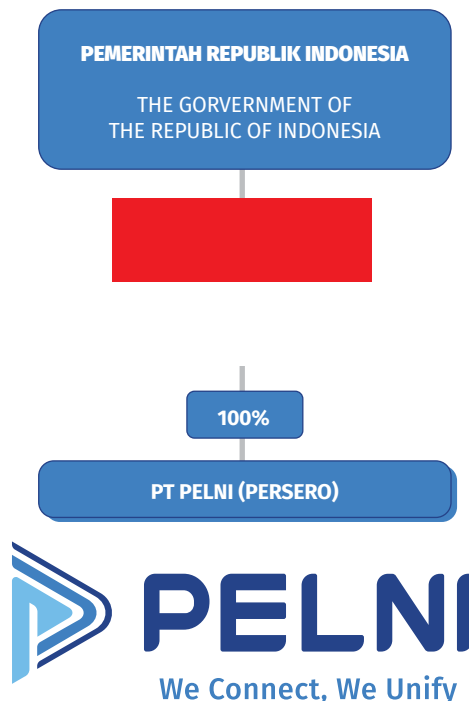 PEMERINTAH REPUBLIK INDONESIA
THE GORVERNMENT OF
THE REPUBLIC OF INDONESIA
100%
PT PELNI (PERSERO)
PELNI
We Connect, We Unify